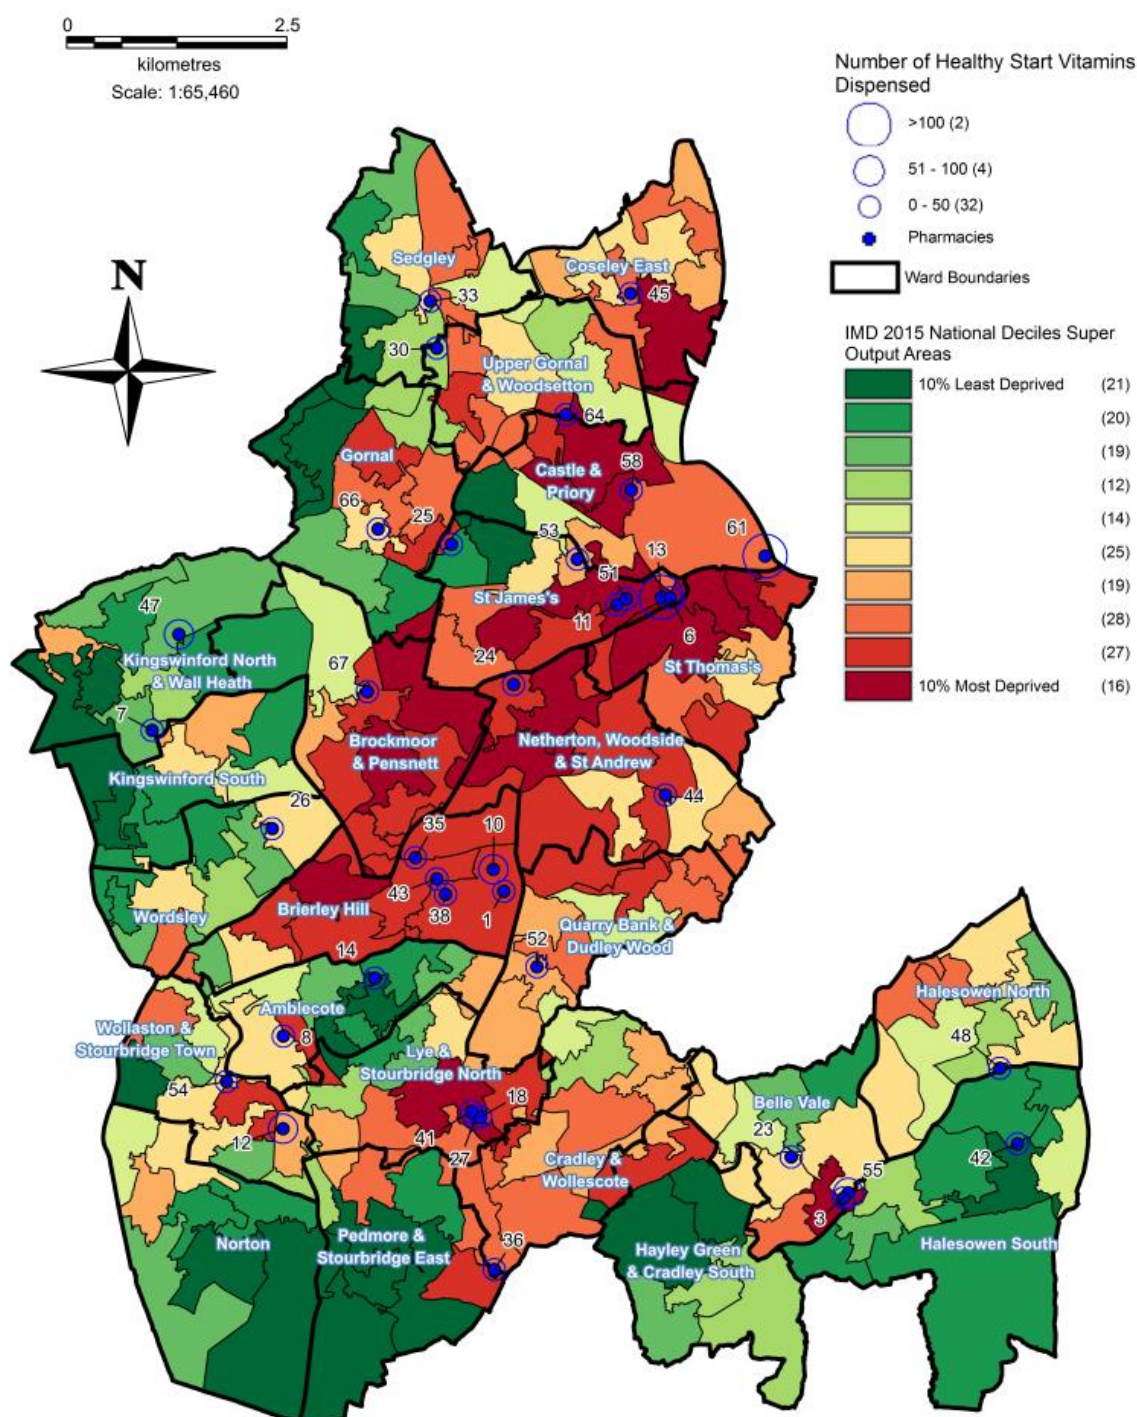 0 2.5
kilometres
Scale: 1:65,460
Number of Healthy Start Vitamins
Dispensed
>100 (2)
51 - 100 (4)
0 - 50 (32)
Pharmacies
Ward Boundaries
IMD 2015 National Deciles Super
Output Areas
10% Least Deprived (21)
(20)
(19)
(12)
(14)
(25)
(19)
(28)
(27)
10% Most Deprived (16)
N
Sedgley
33
30
Coseley East
45
Upper Gornal
& Woodsetton
64
Gornal
66
25
Castle &
Priory
58
61
53
51
13
St James's
11
6
24
St Thomas's
47
Kingswinford North
& Wall Heath
7
67
Brockmoor
& Pensnett
Netherton, Woodside
& St Andrew
44
Kingswinford South
26
35
10
43
38
1
Brierley Hill
Wordsley
14
Quarry Bank &
Dudley Wood
52
Amblecote
8
Wollaston &
Stourbridge Town
54
12
Lye &
Stourbridge North
18
41
27
Cradley &
Wollescote
36
Norton
Pedmore &
Stourbridge East
Halesowen North
48
Belle Vale
23
55
3
42
Hayley Green
& Cradley South
Halesowen South